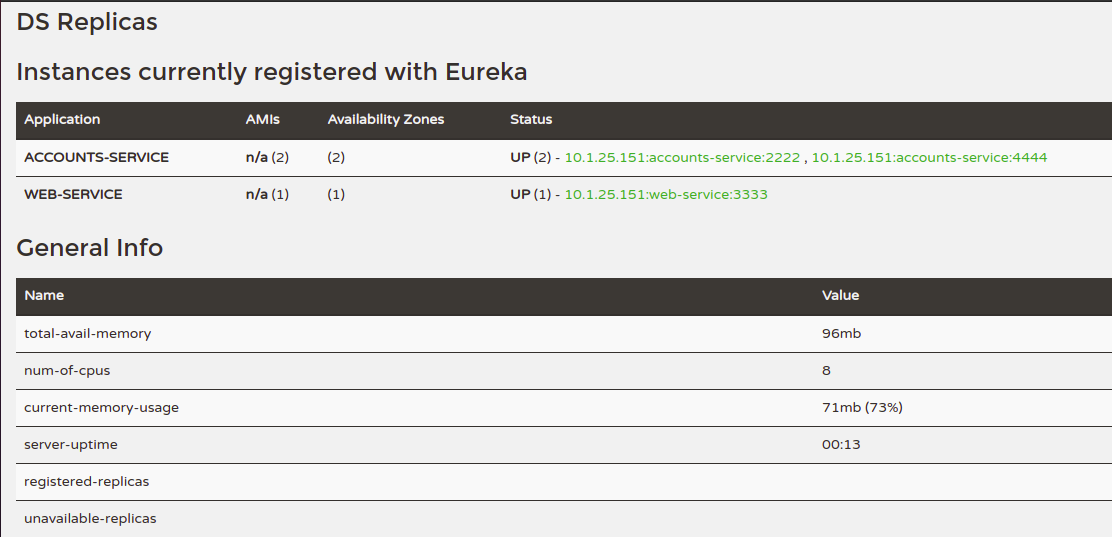 DS Replicas
Instances currently registered with Eureka
Application AMIs Availability Zones Status
ACCOUNTS-SERVICE n/a (2) (2) UP (2) - 10.1.25.151:accounts-service:2222 , 10.1.25.151:accounts-service:4444
WEB-SERVICE n/a (1) (1) UP (1) - 10.1.25.151:web-service:3333
General Info
Name Value
total-avail-memory 96mb
num-of-cpus 8
current-memory-usage 71mb (73%)
server-uptime 00:13
registered-replicas
unavailable-replicas